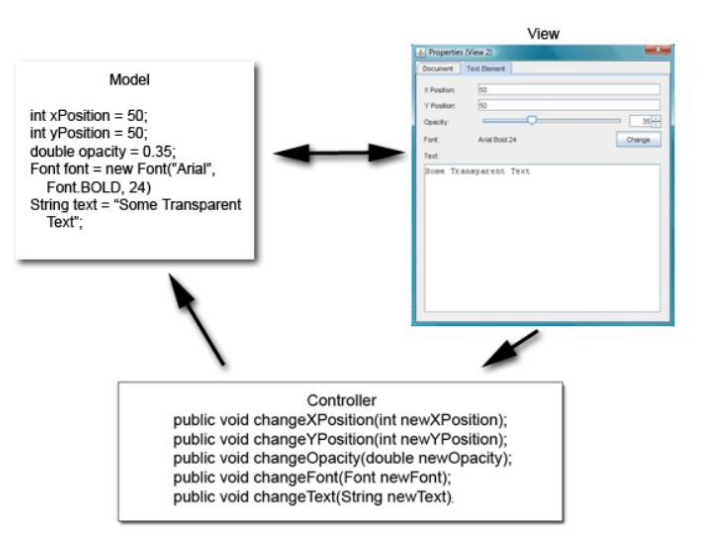 View
Model
int xPosition = 50;
int yPosition = 50;
double opacity = 0.35;
Font font = new Font("Arial",
Font.BOLD, 24)
String text = “Some Transparent
Text”;
Properties (View 2)
Document Text Element
X Position: 50
Y Position: 50
Opacity: 35
Font: Arial Bold 24 Change
Text:
Some Transparent Text
Controller
public void changeXPosition(int newXPosition);
public void changeYPosition(int newYPosition);
public void changeOpacity(double newOpacity);
public void changeFont(Font newFont);
public void changeText(String newText);